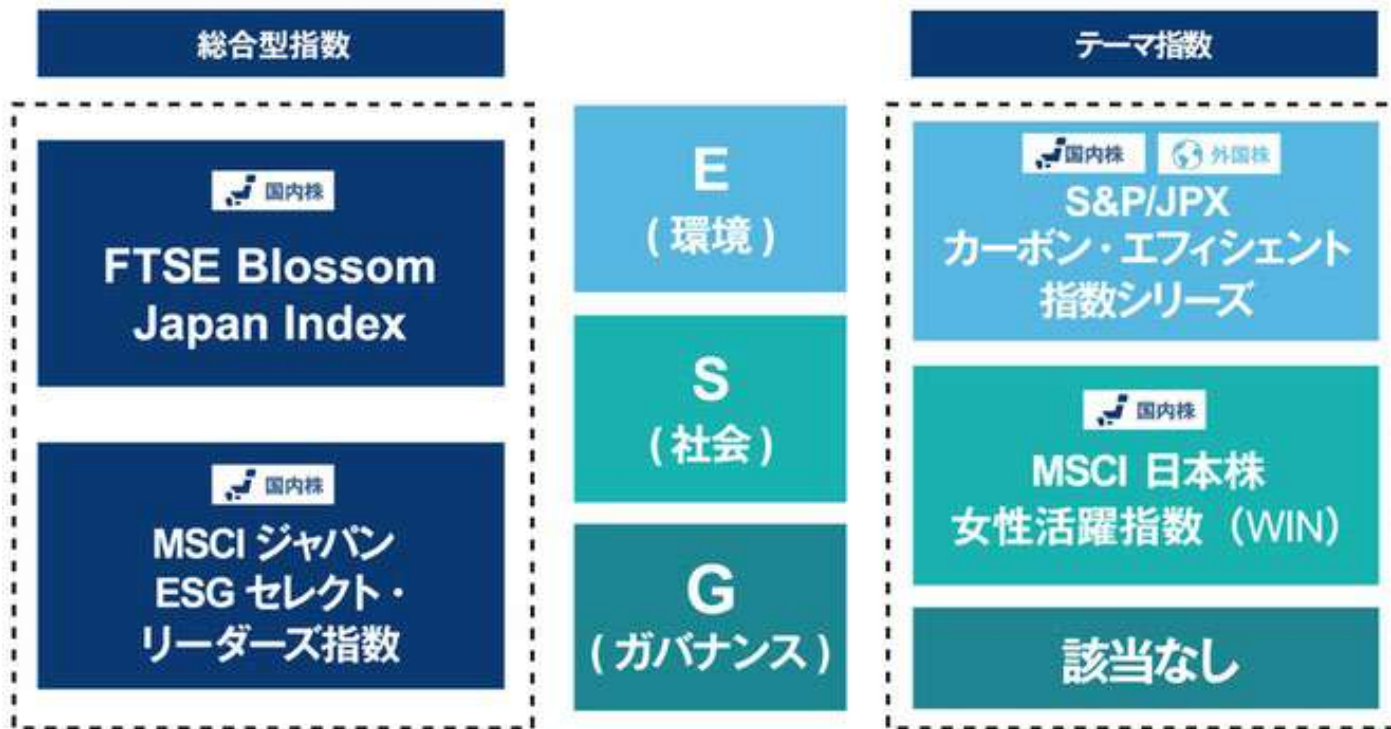 総合型指数
国内株
FTSE Blossom
Japan Index
国内株
MSCI ジャパン
ESG セレクト・
リーダーズ指数
E
( 環境 )
S
( 社会 )
G
( ガバナンス )
テーマ指数
国内株 外国株
S&P/JPX
カーボン・エフィシェント
指数シリーズ
国内株
MSCI 日本株
女性活躍指数（WIN）
該当なし